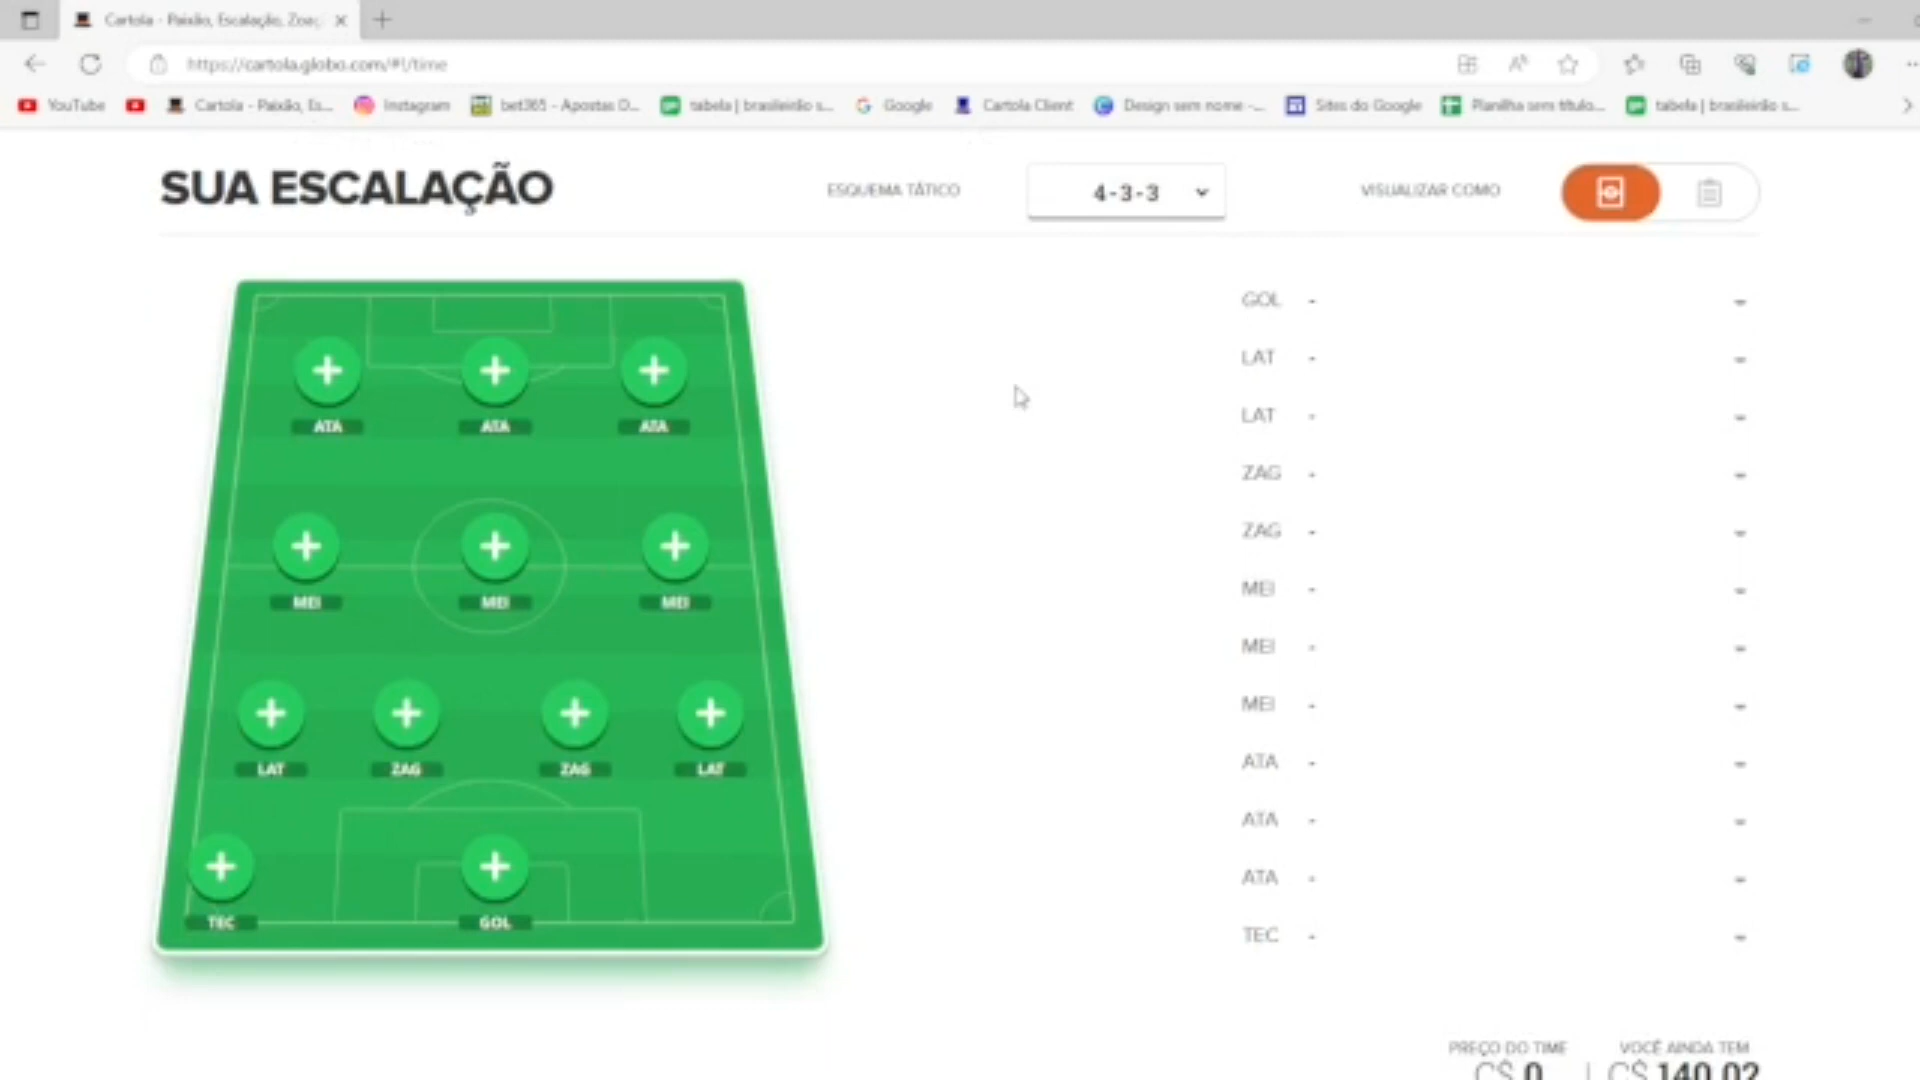 Cartola - Paixão, Escalação, Zoaç
https://cartola.globo.com/#!/time
YouTube
Cartola - Paixão, Es...
Instagram
bet365 - Apostas D...
tabela | brasileirão s...
Google
Cartola Client
Design sem nome -...
Sites do Google
Planilha sem título...
tabela | brasileirão s...
SUA ESCALAÇÃO
ESQUEMA TÁTICO
4-3-3
VISUALIZAR COMO
ATA
ATA
ATA
MEI
MEI
MEI
LAT
ZAG
ZAG
LAT
TEC
GOL
GOL - -
LAT - -
LAT - -
ZAG - -
ZAG - -
MEI - -
MEI - -
MEI - -
ATA - -
ATA - -
ATA - -
TEC - -
PREÇO DO TIME
C$ 0
VOCÊ AINDA TEM
C$ 140.02